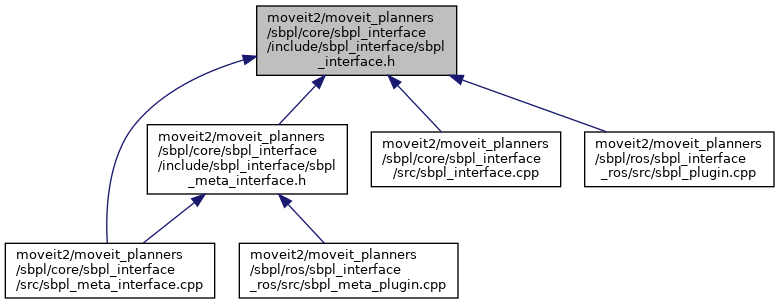 moveit2/moveit_planners
/sbpl/core/sbpl_interface
/include/sbpl_interface/sbpl
_interface.h
moveit2/moveit_planners
/sbpl/core/sbpl_interface
/include/sbpl_interface/sbpl
_meta_interface.h
moveit2/moveit_planners
/sbpl/core/sbpl_interface
/src/sbpl_interface.cpp
moveit2/moveit_planners
/sbpl/ros/sbpl_interface
_ros/src/sbpl_plugin.cpp
moveit2/moveit_planners
/sbpl/core/sbpl_interface
/src/sbpl_meta_interface.cpp
moveit2/moveit_planners
/sbpl/ros/sbpl_interface
_ros/src/sbpl_meta_plugin.cpp